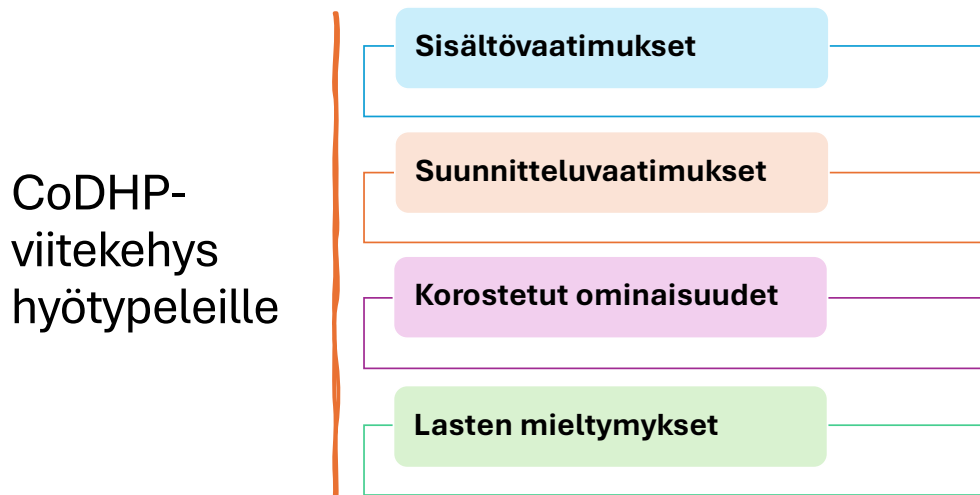 CoDHP-
viitekehys
hyötypeleille
Sisältövaatimukset
Suunnitteluvaatimukset
Korostetut ominaisuudet
Lasten mieltymykset